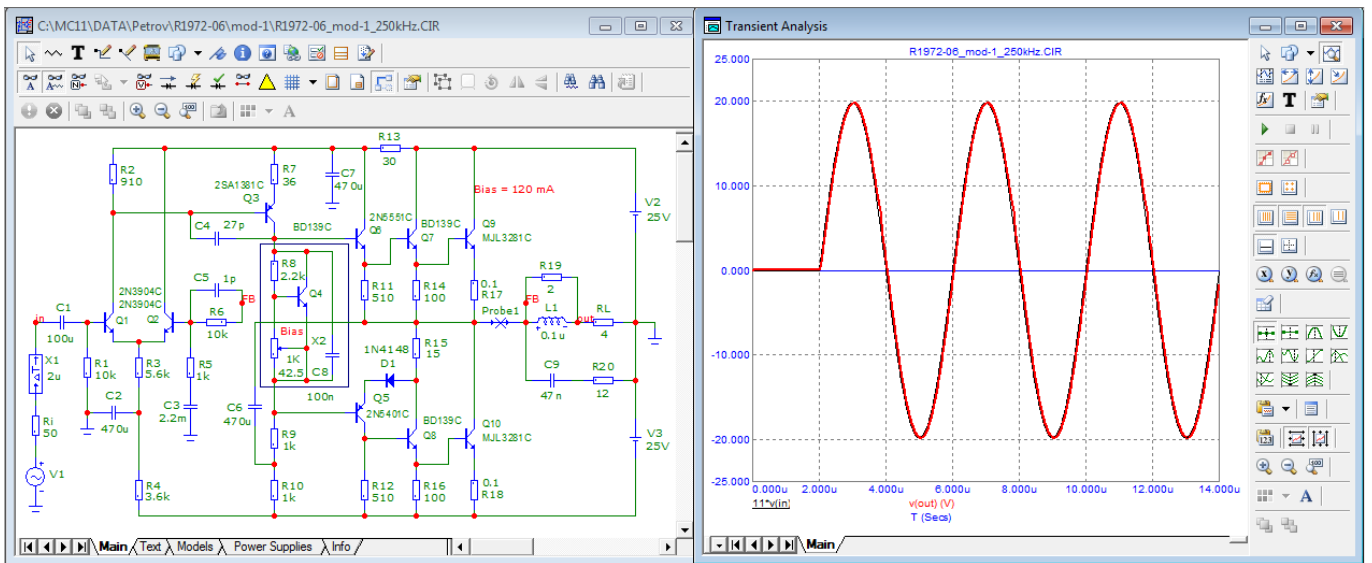 C:\MC11\DATA\Petrov\R1972-06\mod-1\R1972-06_mod-1_250kHz.CIR
R13
30
R2
910
R7
36
C7
470u
2SA1381C
Q3
Bias = 120 mA
V2
25V
C4 27p
BD139C
2N5551C
Q6
BD139C
Q7
Q9
MJL3281C
R8
2.2k
Q4
C5 1p
FB
R11
510
R14
100
0.1
R17
R19
2
2N3904C
2N3904C
Q1
Q2
R6
10k
in
C1
100u
Bias
X2
1K
42.5
C8
100n
Probe1
FB
L1
0.1u
out
RL
4
X1
2u
R1
10k
R3
5.6k
R5
1k
1N4148
D1
R15
15
C9
47n
R20
12
C2
470u
C3
2.2m
C6
470u
Q5
2N5401C
BD139C
Q8
Q10
MJL3281C
Ri
50
R9
1k
V3
25V
V1
R4
3.6k
R10
1k
R12
510
R16
100
0.1
R18
Main Text Models Power Supplies Info
Transient Analysis
R1972-06_mod-1_250kHz.CIR
25.000
20.000
10.000
0.000
-10.000
-20.000
-25.000
0.000u 2.000u 4.000u 6.000u 8.000u 10.000u 12.000u 14.000u
11*v(in) v(out) (V)
T (Secs)
Main